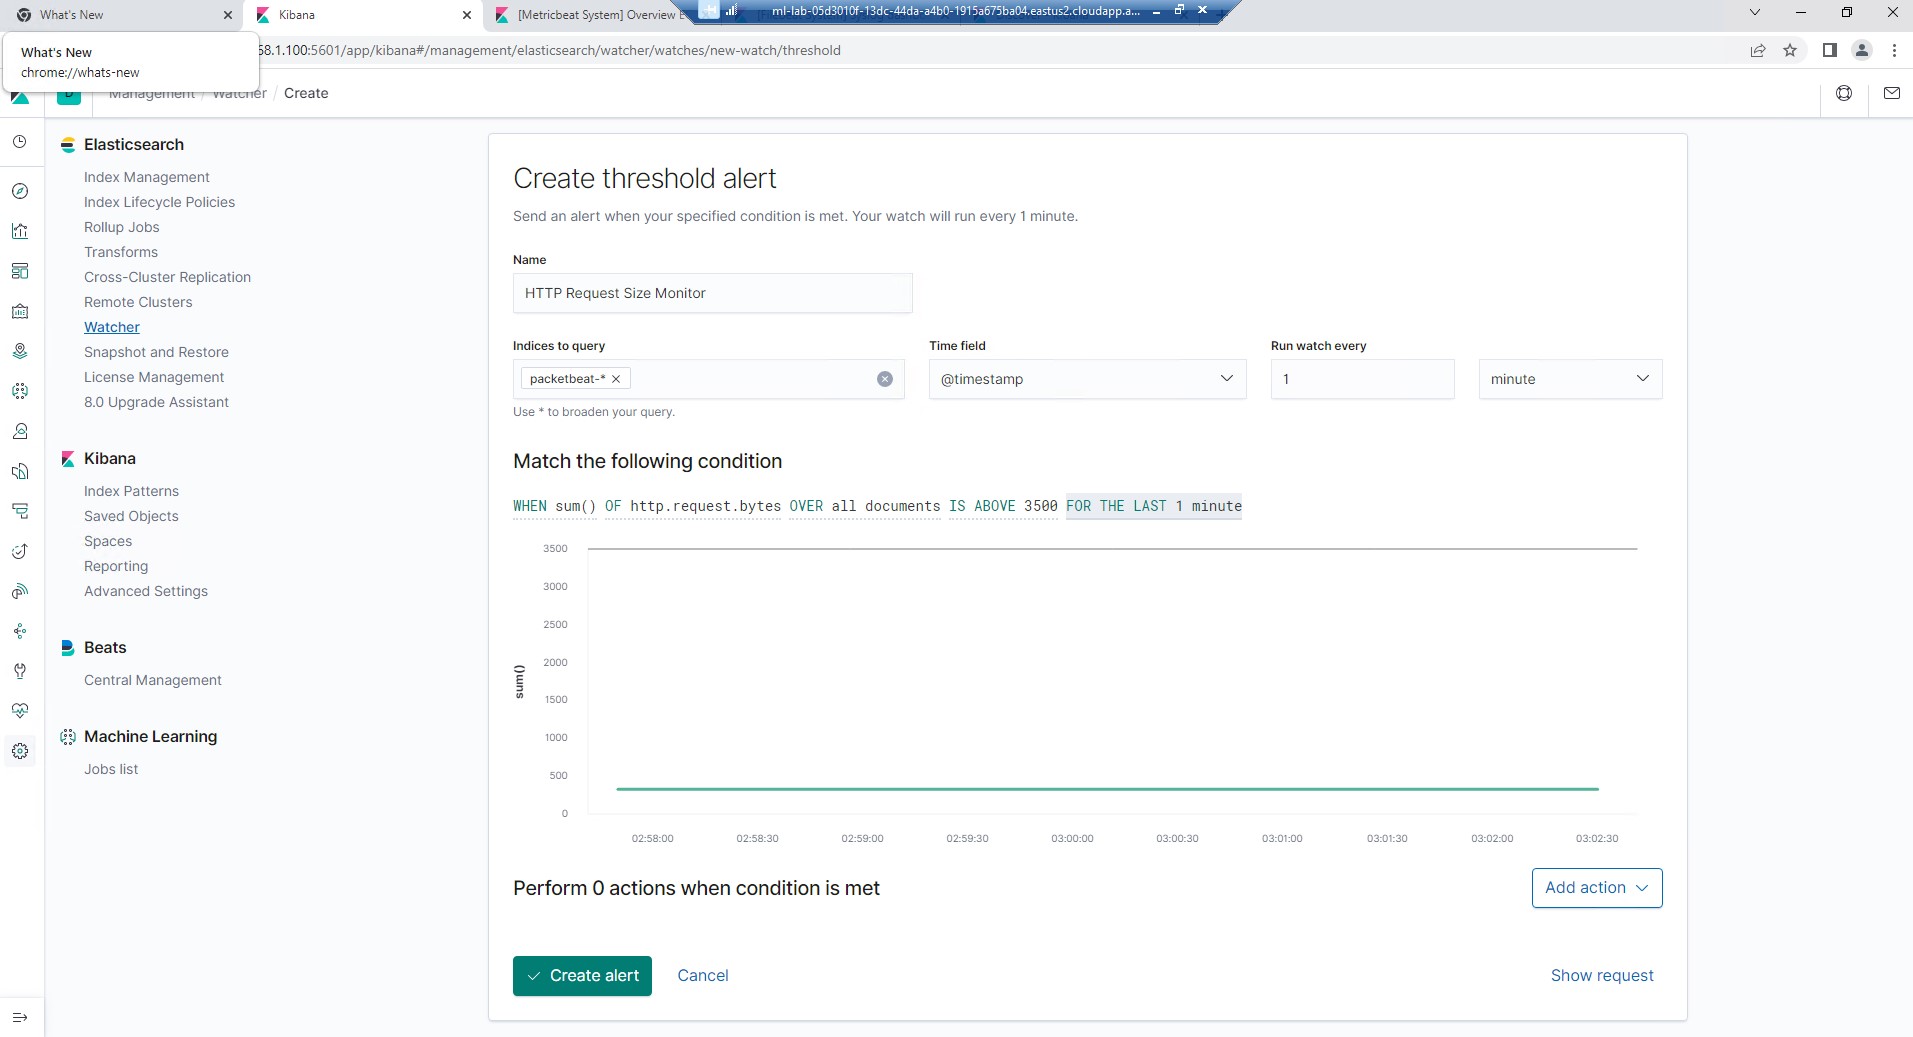 What's New
Kibana
[Metricbeat System] Overview E
ml-lab-05d3010f-13dc-44da-a4b0-1915a675ba04.eastus2.cloudapp.a...
What's New
chrome://whats-new
58.1.100:5601/app/kibana#/management/elasticsearch/watcher/watches/new-watch/threshold
Management / Watcher / Create
Elasticsearch
Index Management
Index Lifecycle Policies
Rollup Jobs
Transforms
Cross-Cluster Replication
Remote Clusters
Watcher
Snapshot and Restore
License Management
8.0 Upgrade Assistant
Kibana
Index Patterns
Saved Objects
Spaces
Reporting
Advanced Settings
Beats
Central Management
Machine Learning
Jobs list
Create threshold alert
Send an alert when your specified condition is met. Your watch will run every 1 minute.
Name
HTTP Request Size Monitor
Indices to query
packetbeat-*
Use * to broaden your query.
Time field
@timestamp
Run watch every
1
minute
Match the following condition
WHEN sum() OF http.request.bytes OVER all documents IS ABOVE 3500 FOR THE LAST 1 minute
3500
3000
2500
2000
1500
1000
500
0
sum()
02:58:00 02:58:30 02:59:00 02:59:30 03:00:00 03:00:30 03:01:00 03:01:30 03:02:00 03:02:30
Perform 0 actions when condition is met
Add action
Create alert
Cancel
Show request